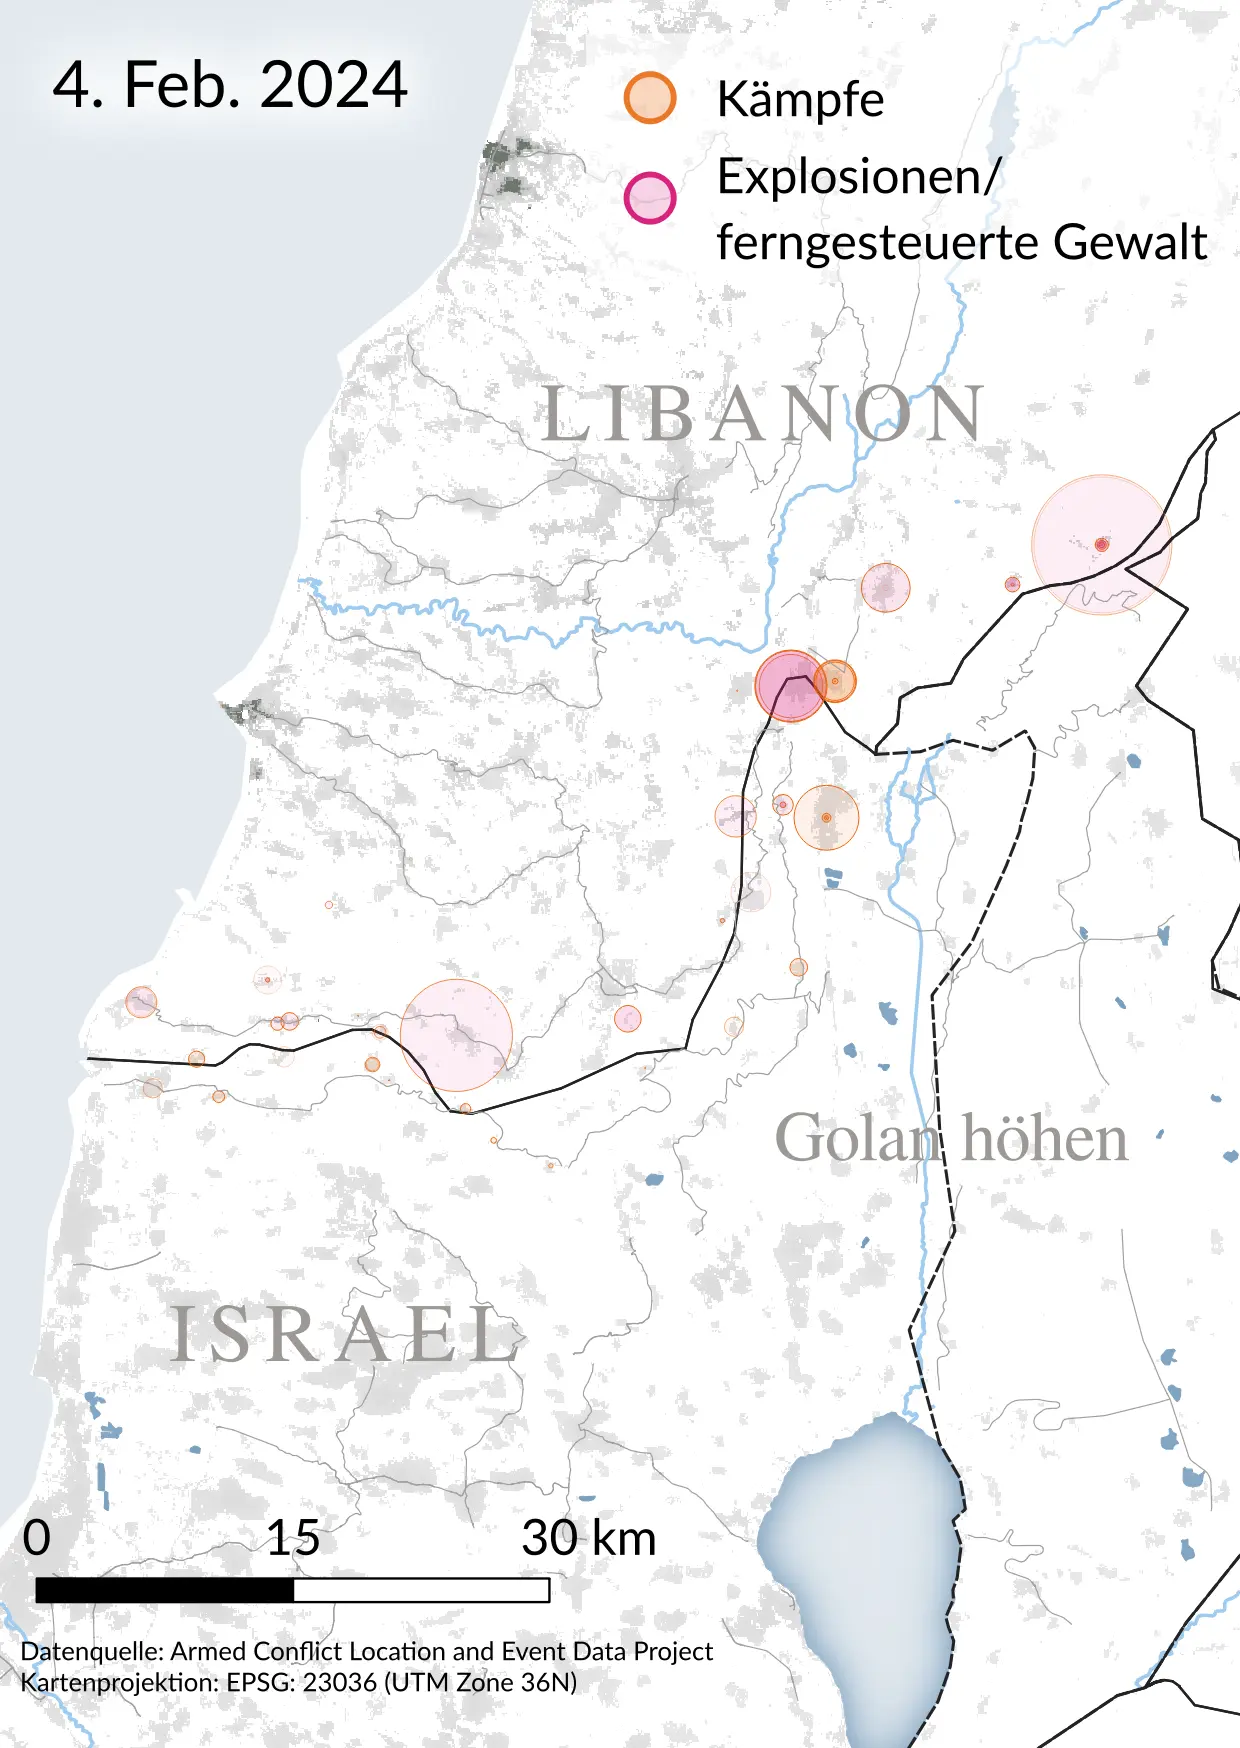 4. Feb. 2024
Kämpfe
Explosionen/
ferngesteuerte Gewalt
LIBANON
Golan höhen
ISRAEL
0 15 30 km
Datenquelle: Armed Conflict Location and Event Data Project
Kartenprojektion: EPSG: 23036 (UTM Zone 36N)